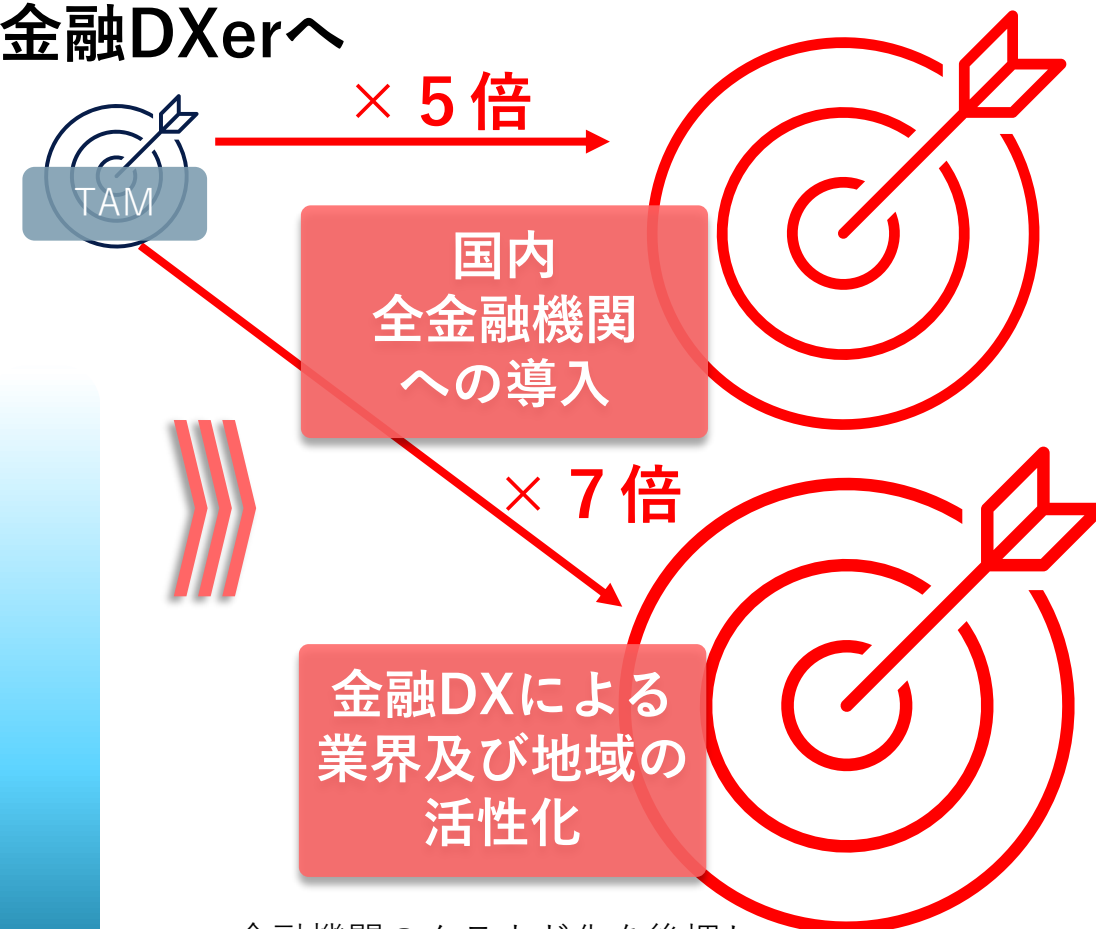 金融DXerへ
×５倍
TAM
国内
全金融機関
への導入
×７倍
金融DXによる
業界及び地域の
活性化